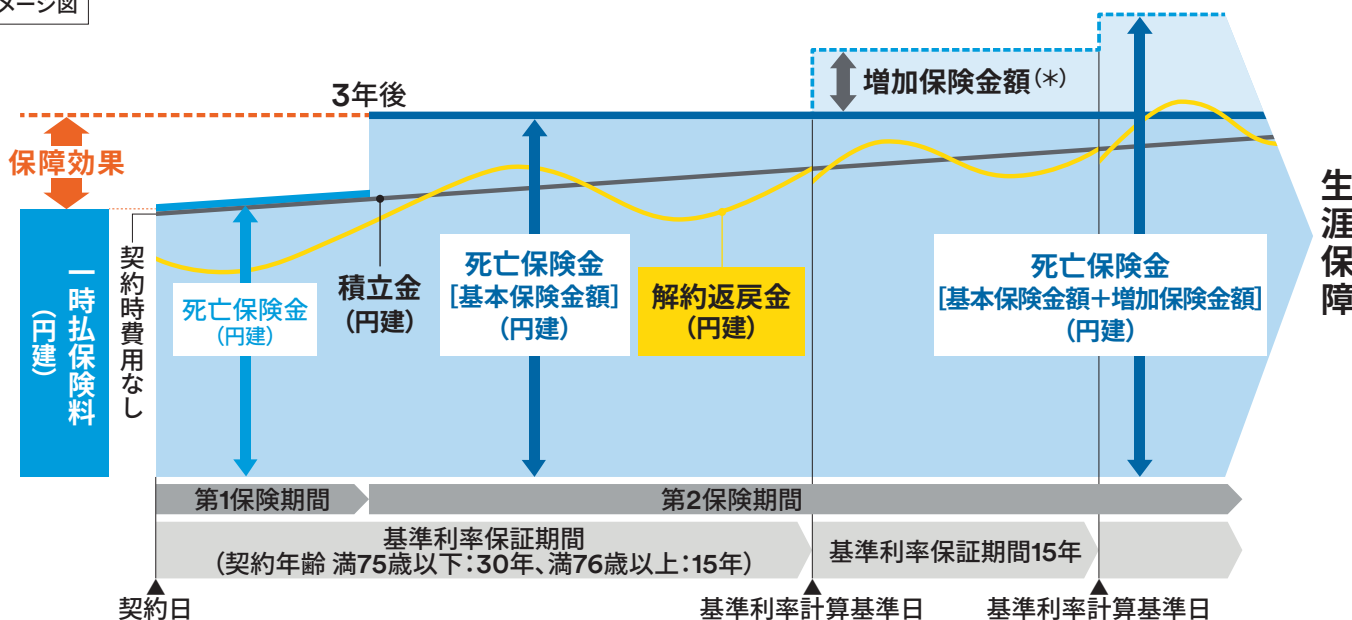 メージ図
3年後
増加保険金額(＊)
保障効果
一時払保険料
(円建)
契約時費用なし
死亡保険金
(円建)
積立金
(円建)
死亡保険金
[基本保険金額]
(円建)
解約返戻金
(円建)
死亡保険金
[基本保険金額＋増加保険金額]
(円建)
生涯保障
第1保険期間
第2保険期間
基準利率保証期間
(契約年齢 満75歳以下：30年、満76歳以上：15年)
基準利率保証期間15年
契約日
基準利率計算基準日
基準利率計算基準日